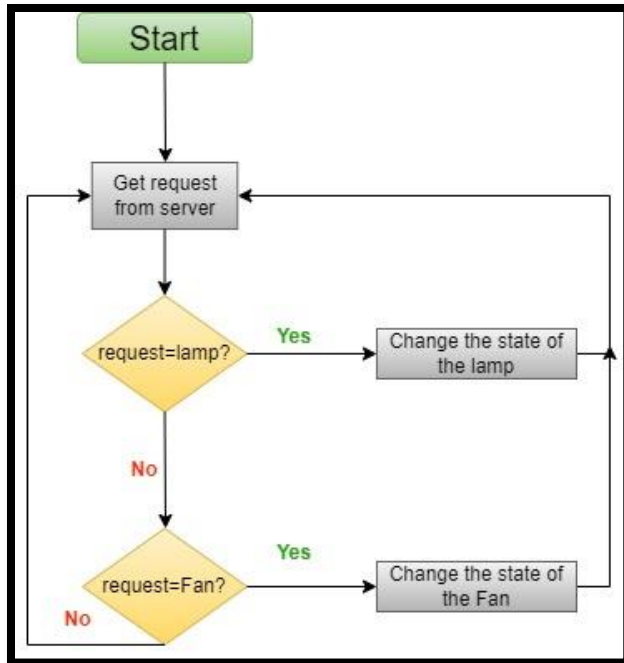 Start
Get request
from server
request=lamp?
Yes
Change the state of
the lamp
No
request=Fan?
Yes
Change the state of
the Fan
No